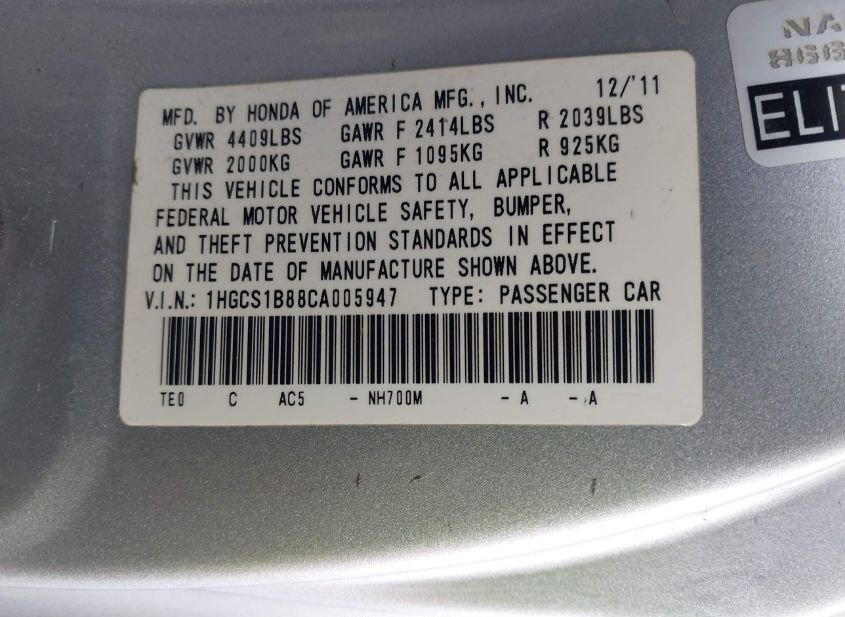 MFD. BY HONDA OF AMERICA MFG., INC. 12/'11
GVWR 4409LBS GAWR F 2414LBS R 2039LBS
GVWR 2000KG GAWR F 1095KG R 925KG
THIS VEHICLE CONFORMS TO ALL APPLICABLE
FEDERAL MOTOR VEHICLE SAFETY, BUMPER,
AND THEFT PREVENTION STANDARDS IN EFFECT
ON THE DATE OF MANUFACTURE SHOWN ABOVE.
V.I.N.: 1HGCS1B88CA005947 TYPE: PASSENGER CAR
TE0 C AC5 - NH700M - A - A